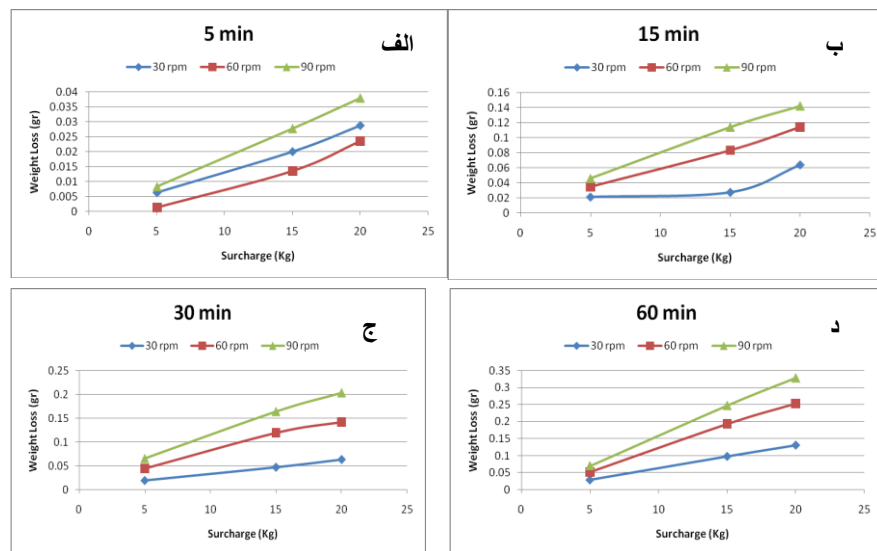 5 min
الف
30 rpm 60 rpm 90 rpm
Weight Loss (gr)
0.04
0.035
0.03
0.025
0.02
0.015
0.01
0.005
0
0 5 10 15 20 25
Surcharge (Kg)
15 min
ب
30 rpm 60 rpm 90 rpm
Weight Loss (gr)
0.16
0.14
0.12
0.1
0.08
0.06
0.04
0.02
0
0 5 10 15 20 25
Surcharge (Kg)
30 min
ج
30 rpm 60 rpm 90 rpm
Weight Loss (gr)
0.25
0.2
0.15
0.1
0.05
0
0 5 10 15 20 25
Surcharge (Kg)
60 min
د
30 rpm 60 rpm 90 rpm
Weight Loss (gr)
0.35
0.3
0.25
0.2
0.15
0.1
0.05
0
0 5 10 15 20 25
Surcharge (Kg)